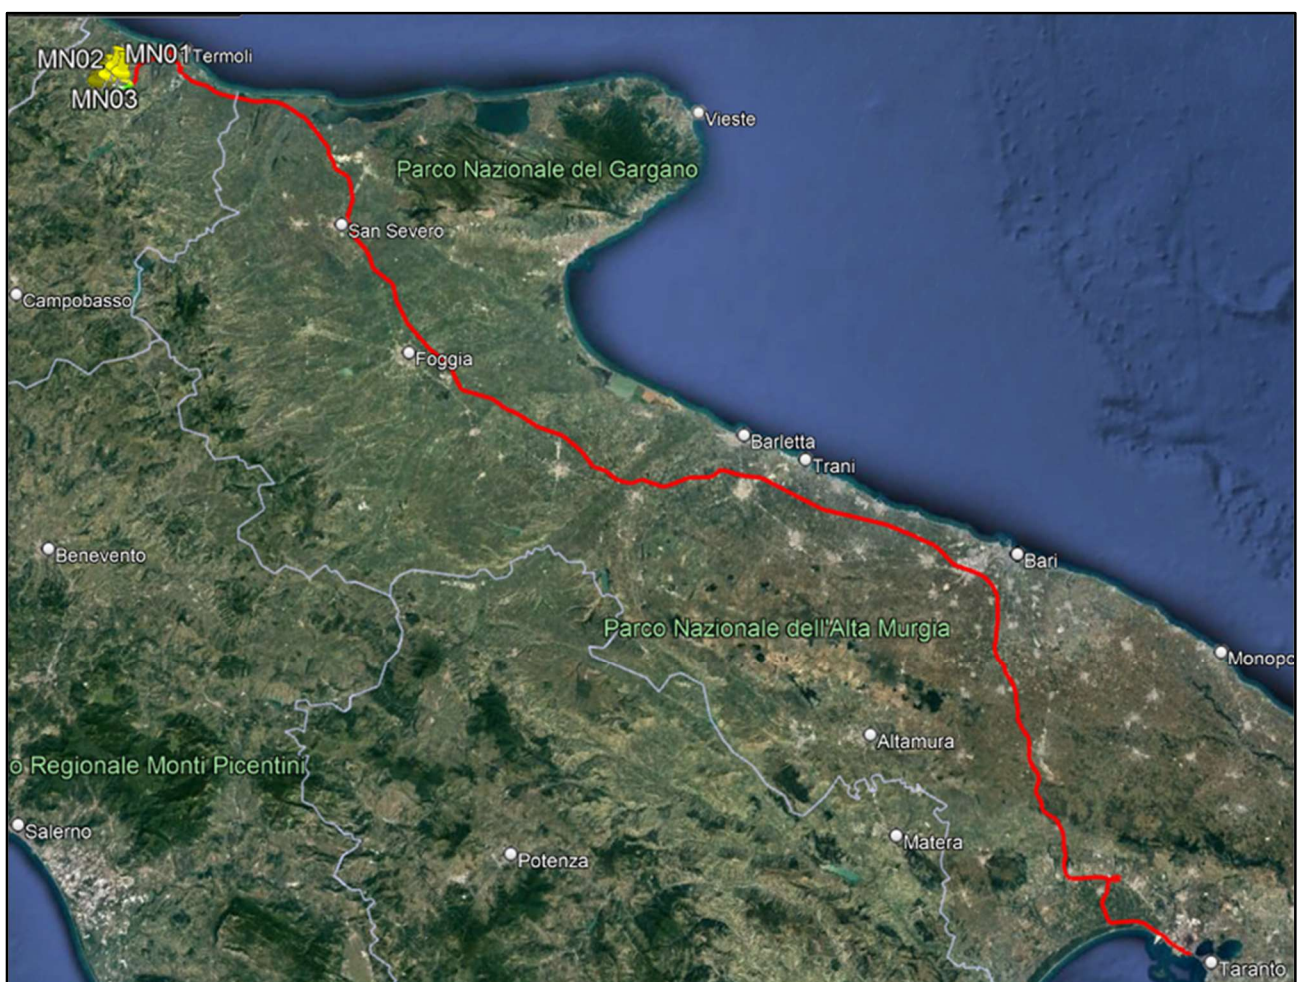 MN02
MN01
Termoli
MN03
Vieste
Parco Nazionale del Gargano
San Severo
Campobasso
Foggia
Barletta
Trani
Benevento
Bari
Parco Nazionale dell'Alta Murgia
Monopo
Altamura
o Regionale Monti Picentini
Salerno
Matera
Potenza
Taranto